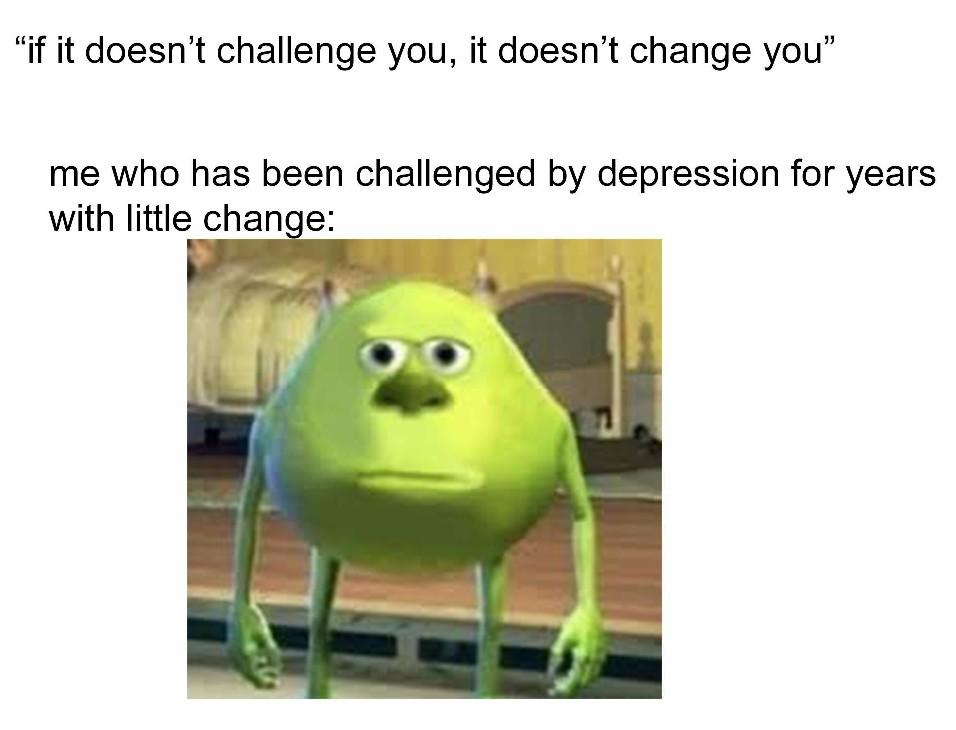 “if it doesn’t challenge you, it doesn’t change you”
me who has been challenged by depression for years
with little change: